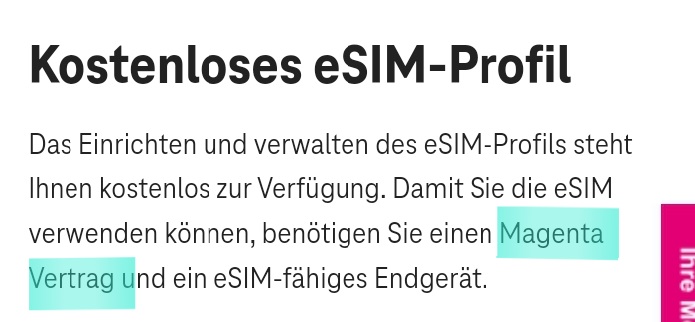 Kostenloses eSIM-Profil
Das Einrichten und verwalten des eSIM-Profils steht
Ihnen kostenlos zur Verfügung. Damit Sie die eSIM
verwenden können, benötigen Sie einen Magenta
Vertrag und ein eSIM-fähiges Endgerät.
Ihre